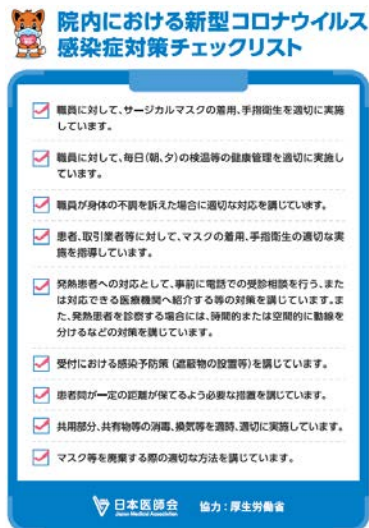 院内における新型コロナウイルス
感染症対策チェックリスト
職員に対して、サージカルマスクの着用、手指衛生を適切に実施
しています。
職員に対して、毎日(朝、夕)の検温等の健康管理を適切に実施し
ています。
職員が身体の不調を訴えた場合に適切な対応を講じています。
患者、取引業者等に対して、マスクの着用、手指衛生の適切な実
施を指導しています。
発熱患者への対応として、事前に電話での受診相談を行う、また
は対応できる医療機関へ紹介する等の対策を講じています。ま
た、発熱患者を診察する場合には、時間的または空間的に動線を
分けるなどの対策を講じています。
受付における感染予防策(遮蔽物の設置等)を講じています。
患者間が一定の距離が保てるよう必要な措置を講じています。
共用部分、共有物等の消毒、換気等を適時、適切に実施しています。
マスク等を廃棄する際の適切な方法を講じています。
日本医師会 協力:厚生労働省
Japan Medical Association